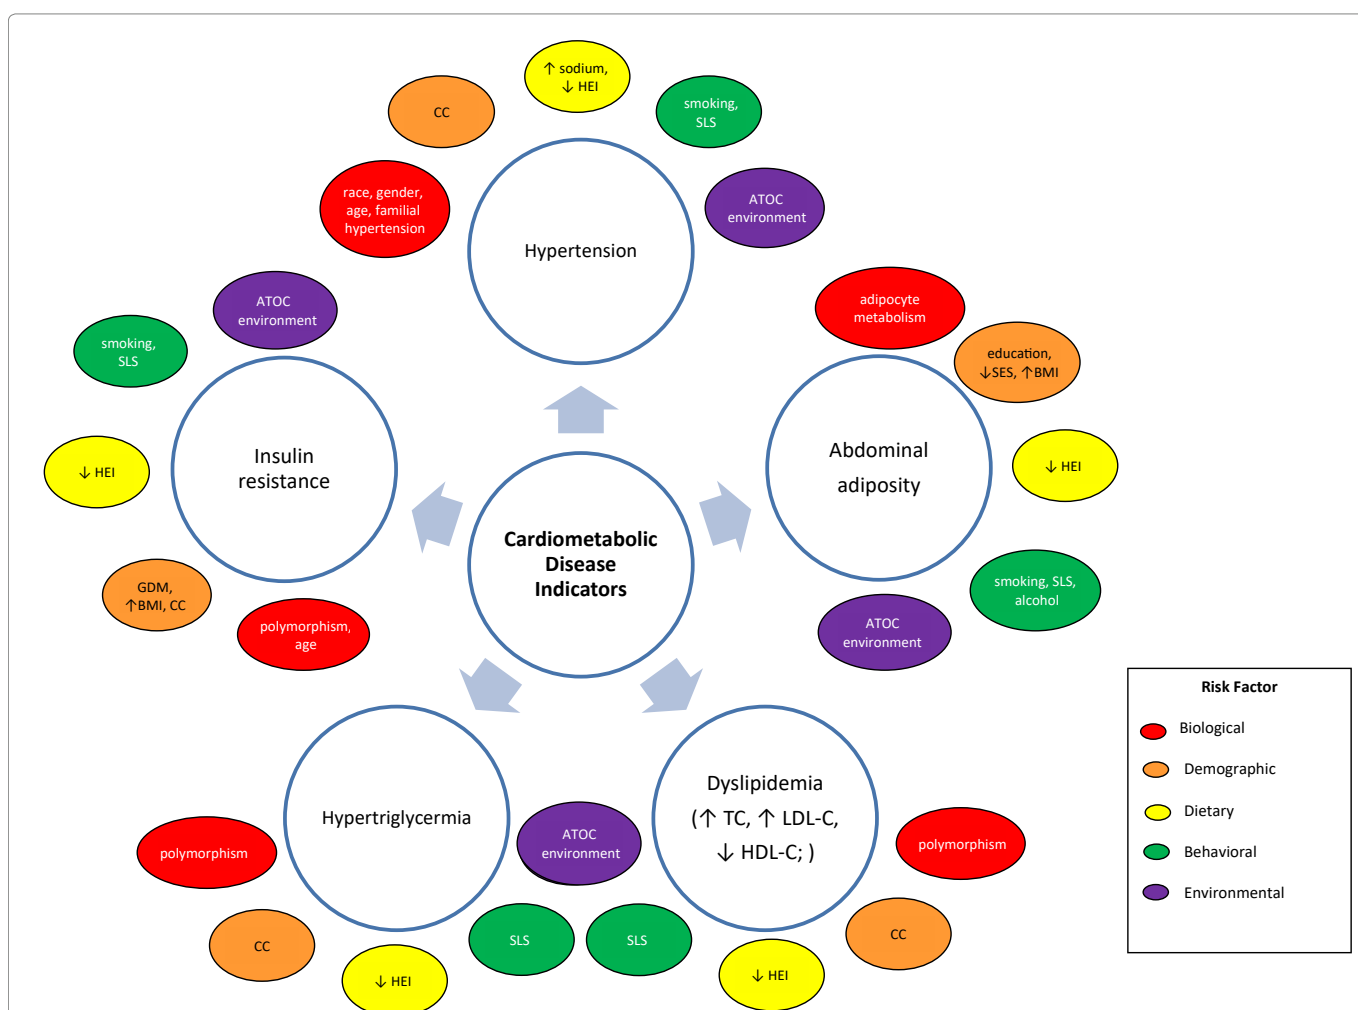 ↑ sodium,
↓ HEI
CC
smoking,
SLS
race, gender,
age, familial
hypertension
ATOC
environment
Hypertension
ATOC
environment
adipocyte
metabolism
smoking,
SLS
education,
↓SES, ↑BMI
Insulin
resistance
↓ HEI
Abdominal
adiposity
↓ HEI
Cardiometabolic
Disease
Indicators
GDM,
↑BMI, CC
polymorphism,
age
smoking, SLS,
alcohol
ATOC
environment
Risk Factor
Biological
Demographic
Dietary
Behavioral
Environmental
Hypertriglycermia
Dyslipidemia
(↑ TC, ↑ LDL-C,
↓ HDL-C; )
ATOC
environment
polymorphism
polymorphism
CC
SLS
SLS
CC
↓ HEI
↓ HEI